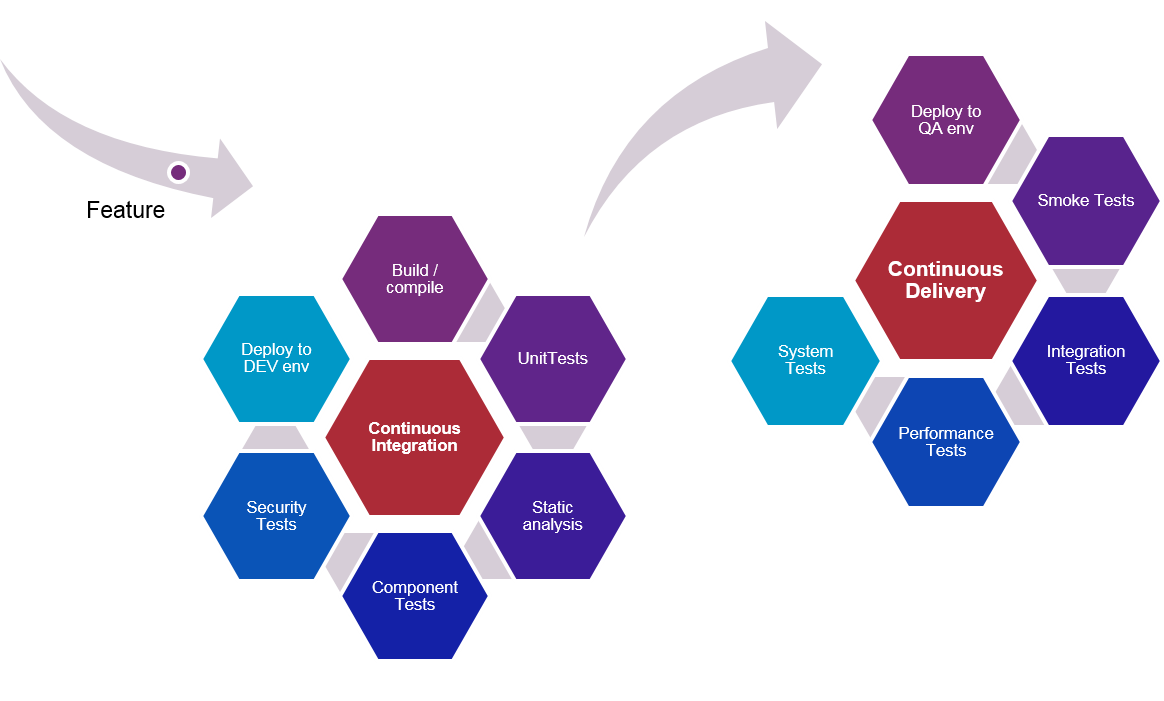 Feature
Build /
compile
UnitTests
Static
analysis
Component
Tests
Security
Tests
Deploy to
DEV env
Continuous
Integration
Deploy to
QA env
Smoke Tests
Integration
Tests
Performance
Tests
System
Tests
Continuous
Delivery